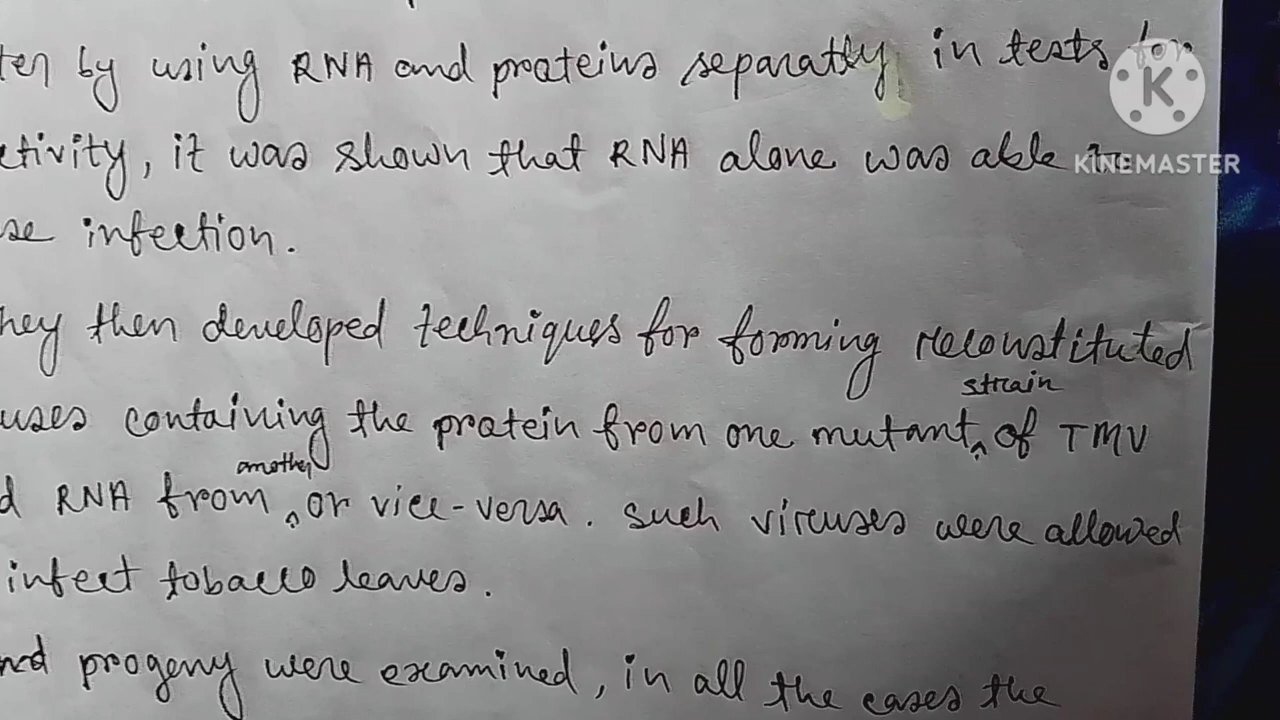 ter by using RNA and proteins separately in tests for
ctivity, it was shown that RNA alone was able to
se infection.
hey then developed techniques for forming reconstituted
uses containing the protein from one mutant strain of TMV
d RNA from another or vice-versa. such viruses were allowed
infect tobacco leaves.
nd progeny were examined, in all the cases the
K
KINEMASTER